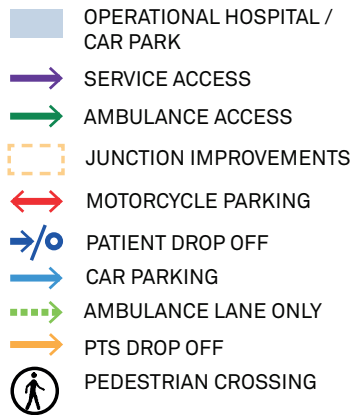 OPERATIONAL HOSPITAL /
CAR PARK
SERVICE ACCESS
AMBULANCE ACCESS
JUNCTION IMPROVEMENTS
MOTORCYCLE PARKING
PATIENT DROP OFF
CAR PARKING
AMBULANCE LANE ONLY
PTS DROP OFF
PEDESTRIAN CROSSING